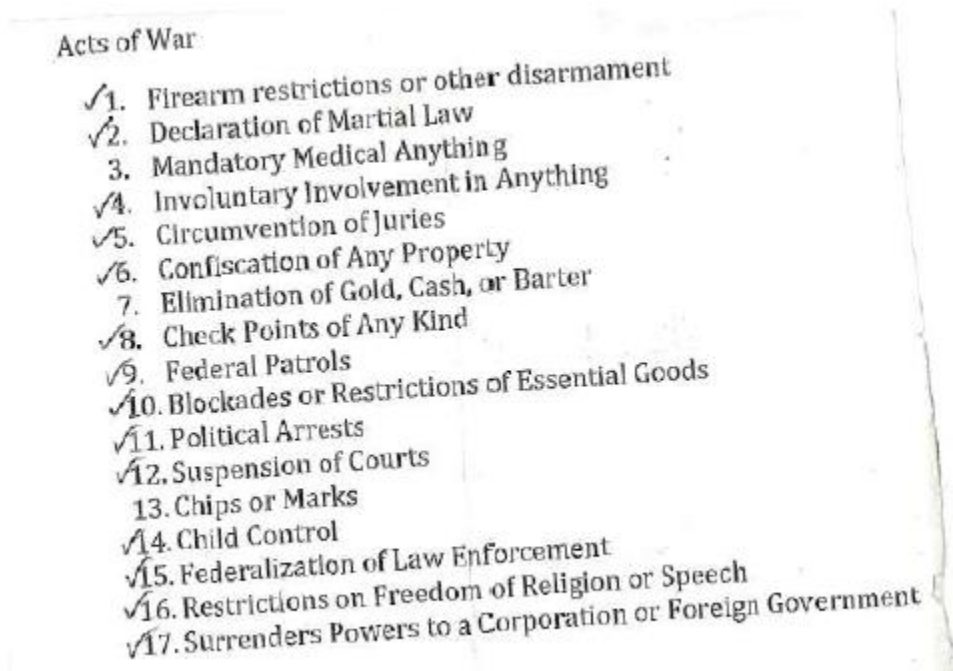 Acts of War
✓1. Firearm restrictions or other disarmament
✓2. Declaration of Martial Law
3. Mandatory Medical Anything
✓4. Involuntary Involvement in Anything
✓5. Circumvention of Juries
✓6. Confiscation of Any Property
7. Elimination of Gold, Cash, or Barter
✓8. Check Points of Any Kind
✓9. Federal Patrols
✓10. Blockades or Restrictions of Essential Goods
✓11. Political Arrests
✓12. Suspension of Courts
13. Chips or Marks
✓14. Child Control
✓15. Federalization of Law Enforcement
✓16. Restrictions on Freedom of Religion or Speech
✓17. Surrenders Powers to a Corporation or Foreign Government